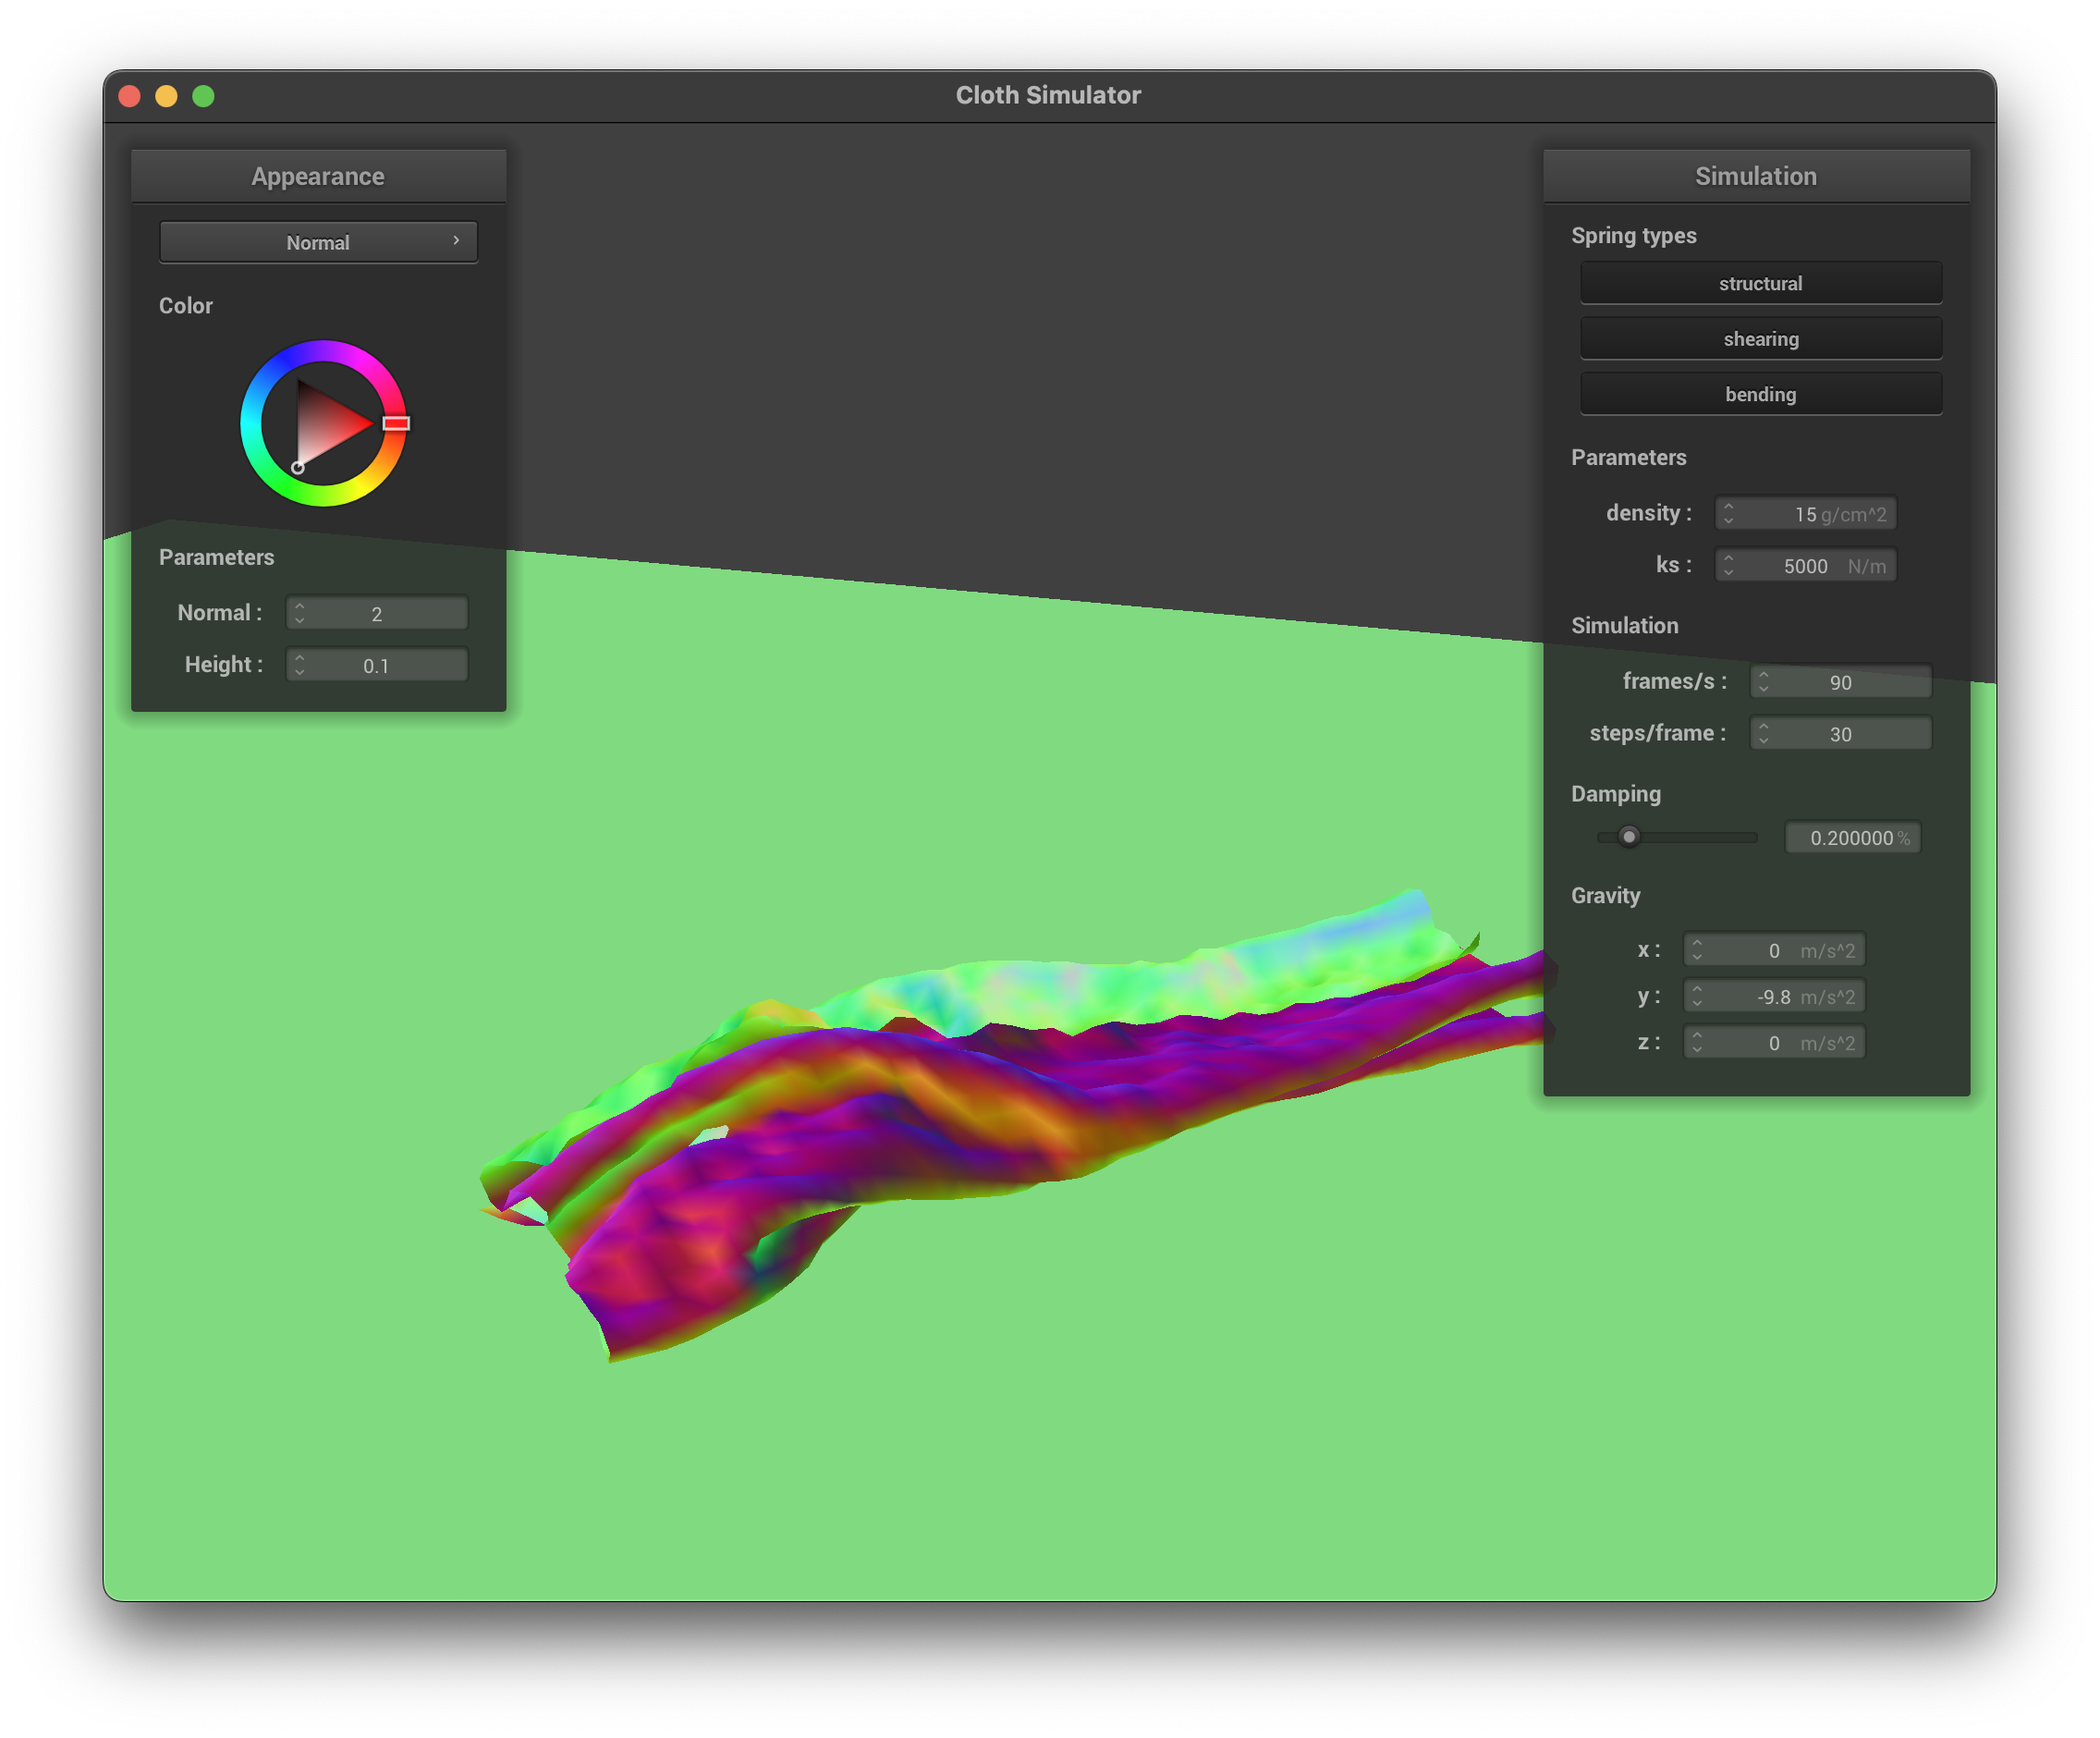 Cloth Simulator
Appearance
Normal
Color
Parameters
Normal : 2
Height : 0.1
Simulation
Spring types
structural
shearing
bending
Parameters
density : 15 g/cm^2
ks : 5000 N/m
Simulation
frames/s : 90
steps/frame : 30
Damping
0.200000 %
Gravity
x : 0 m/s^2
y : -9.8 m/s^2
z : 0 m/s^2